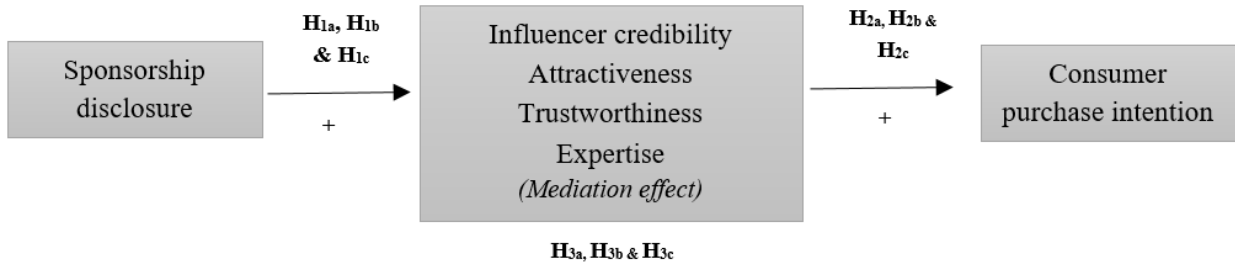 H1a, H1b
& H1c
+
Sponsorship
disclosure
Influencer credibility
Attractiveness
Trustworthiness
Expertise
(Mediation effect)
H3a, H3b & H3c
H2a, H2b &
H2c
+
Consumer
purchase intention